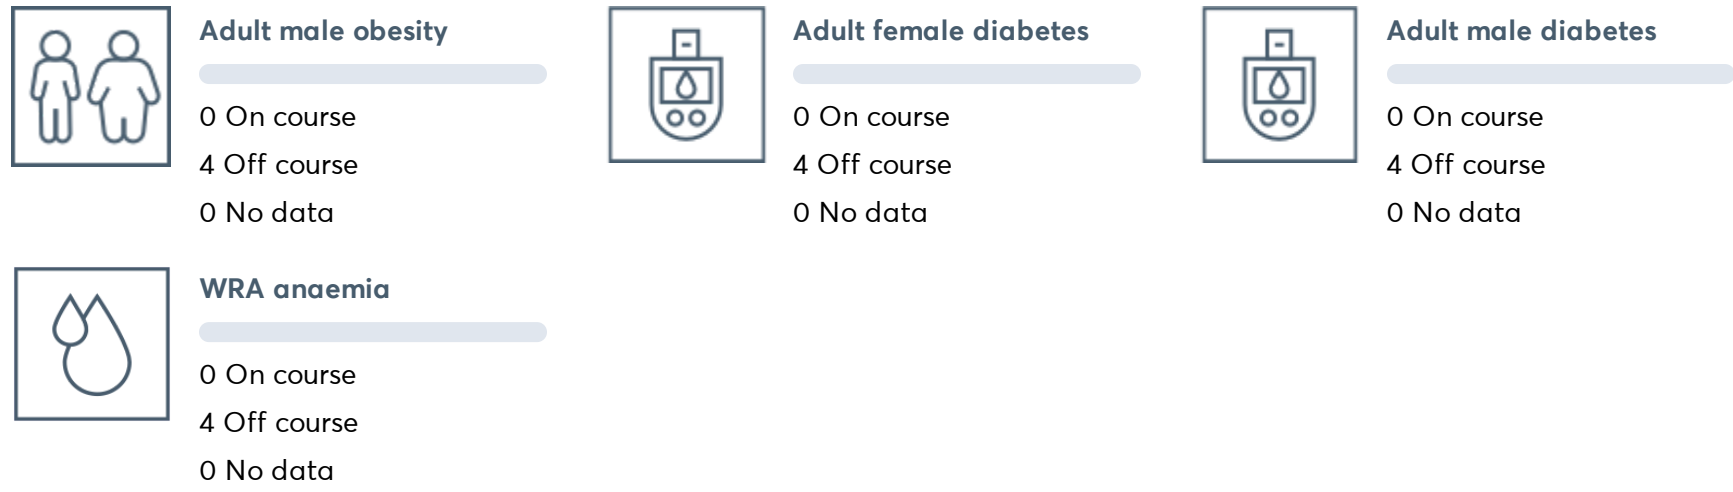 Adult male obesity
0 On course
4 Off course
0 No data
Adult female diabetes
0 On course
4 Off course
0 No data
Adult male diabetes
0 On course
4 Off course
0 No data
WRA anaemia
0 On course
4 Off course
0 No data